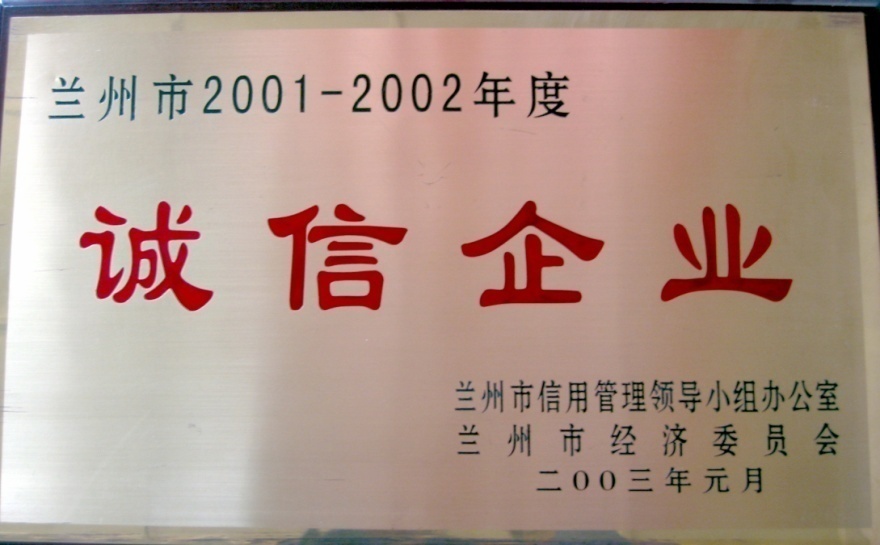 兰州市2001-2002年度
诚信企业
兰州市信用管理领导小组办公室
兰州市经济委员会
二00三年元月